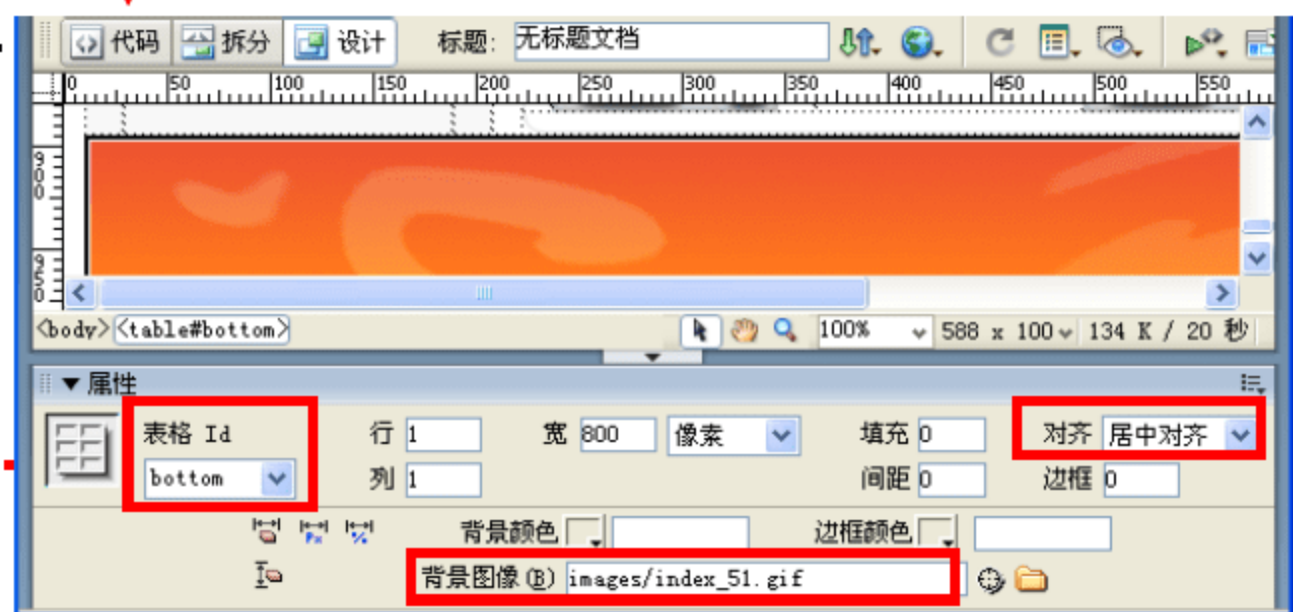 代码 拆分 设计 标题: 无标题文档
0 50 100 150 200 250 300 350 400 450 500 550
900
950
<body><table#bottom> 100% 588 x 100 134 K / 20 秒
属性
表格 Id 行 1 宽 800 像素 填充 0 对齐 居中对齐
bottom 列 1 间距 0 边框 0
背景颜色 边框颜色
背景图像(B) images/index_51.gif